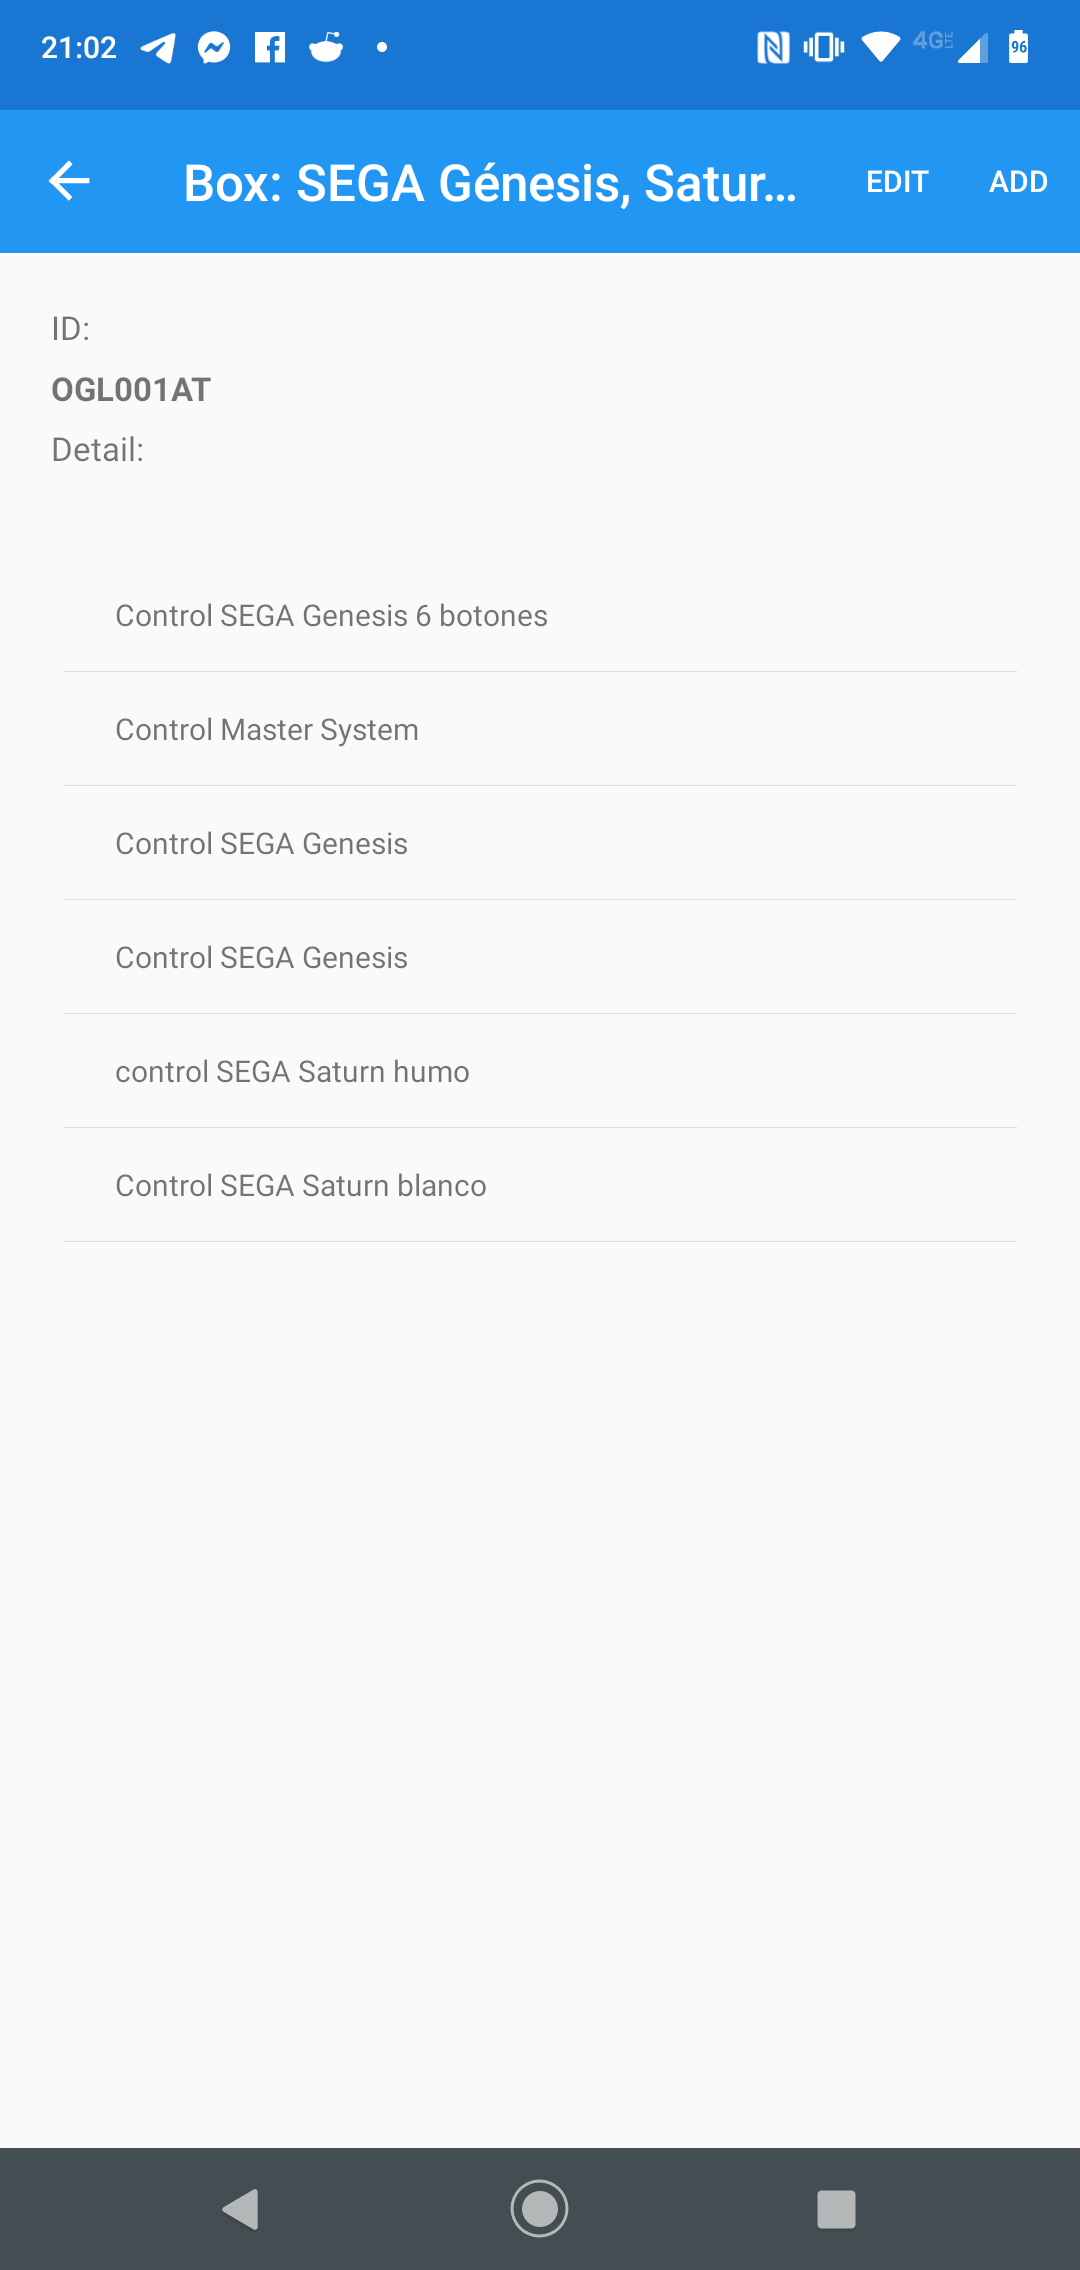 21:02
4G LTE
96
Box: SEGA Génesis, Satur...
EDIT
ADD
ID:
OGL001AT
Detail:
Control SEGA Genesis 6 botones
Control Master System
Control SEGA Genesis
Control SEGA Genesis
control SEGA Saturn humo
Control SEGA Saturn blanco